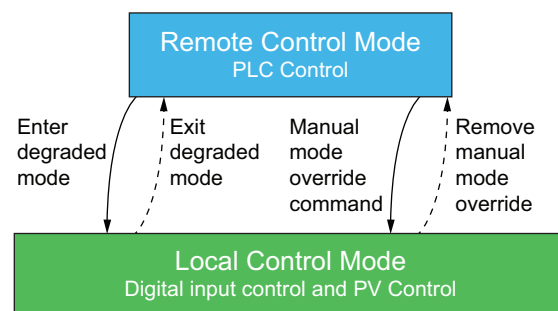 Remote Control Mode
PLC Control
Enter
degraded
mode
Exit
degraded
mode
Manual
mode
override
command
Remove
manual
mode
override
Local Control Mode
Digital input control and PV Control